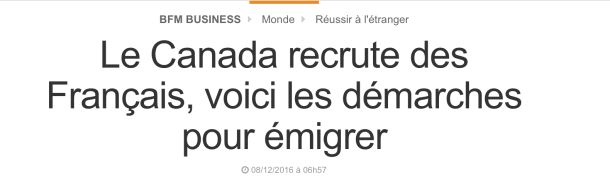 BFM BUSINESS Monde Réussir à l'étranger
Le Canada recrute des
Français, voici les démarches
pour émigrer
08/12/2016 à 06h57